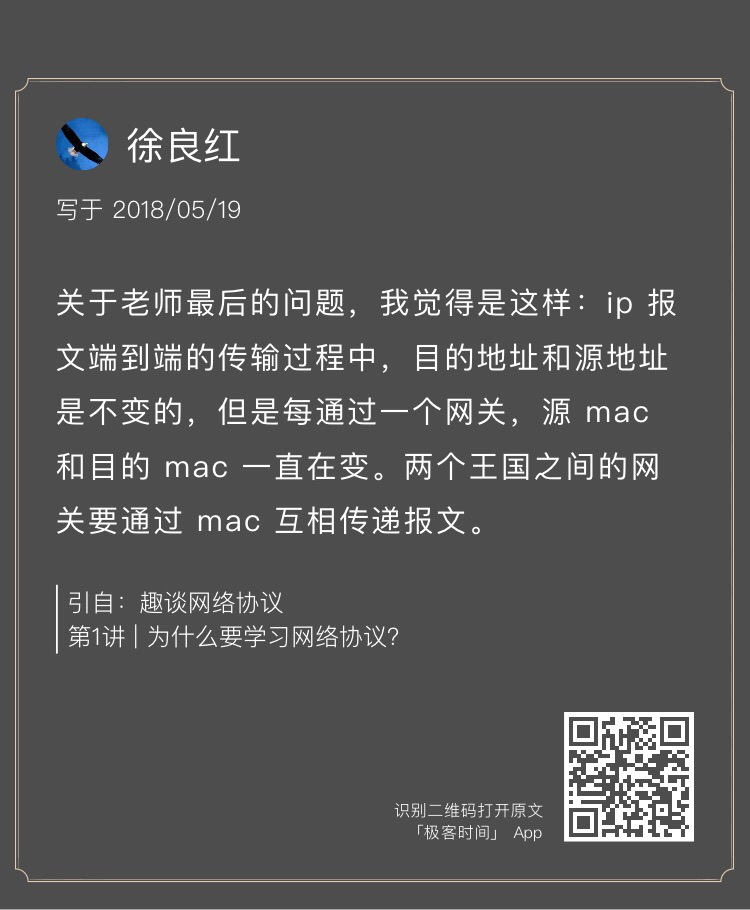 徐良红
写于 2018/05/19
关于老师最后的问题，我觉得是这样：ip 报
文端到端的传输过程中，目的地址和源地址
是不变的，但是每通过一个网关，源 mac
和目的 mac 一直在变。两个王国之间的网
关要通过 mac 互相传递报文。
引自：趣谈网络协议
第1讲 | 为什么要学习网络协议？
识别二维码打开原文
「极客时间」 App